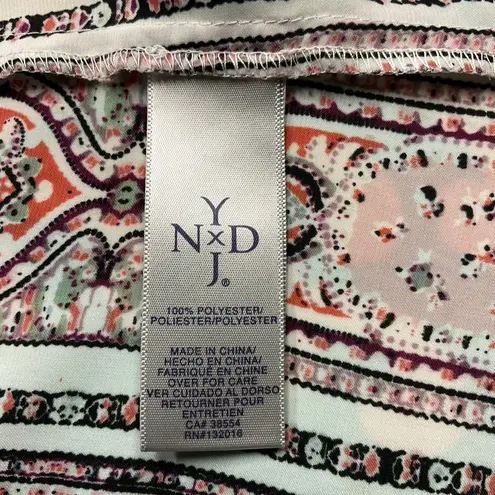 Y
N×D
J®
100% POLYESTER/
POLIESTER/POLYESTER
MADE IN CHINA/
HECHO EN CHINA/
FABRIQUÉ EN CHINE
OVER FOR CARE
VER CUIDADO AL DORSO
RETOURNER POUR
ENTRETIEN
CA# 38554
RN#132016